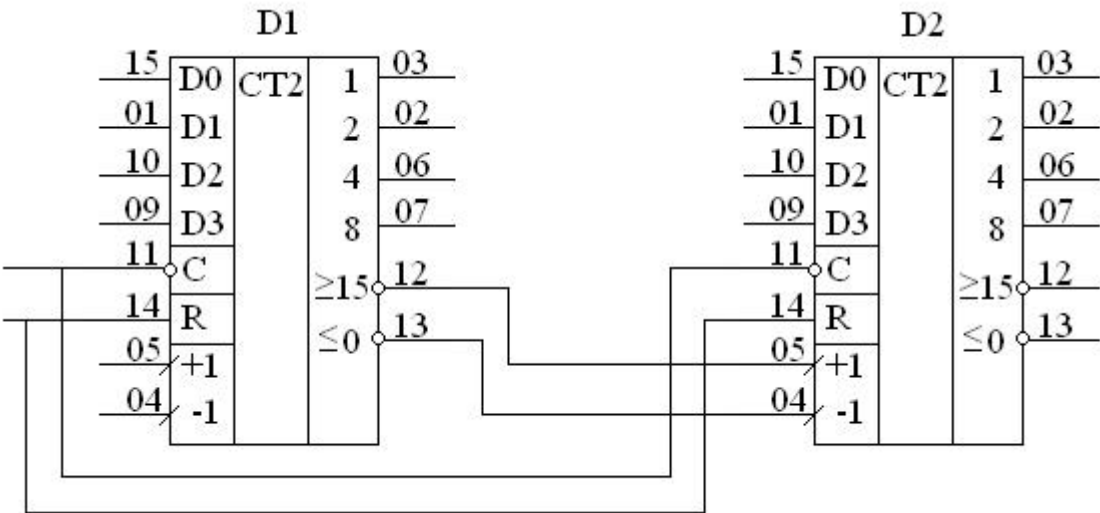 D1 D2
15 D0 CT2 1 03 15 D0 CT2 1 03
01 D1 2 02 01 D1 2 02
10 D2 4 06 10 D2 4 06
09 D3 8 07 09 D3 8 07
11 C ≥15 12 11 C ≥15 12
14 R ≤0 13 14 R ≤0 13
05 +1 05 +1
04 -1 04 -1